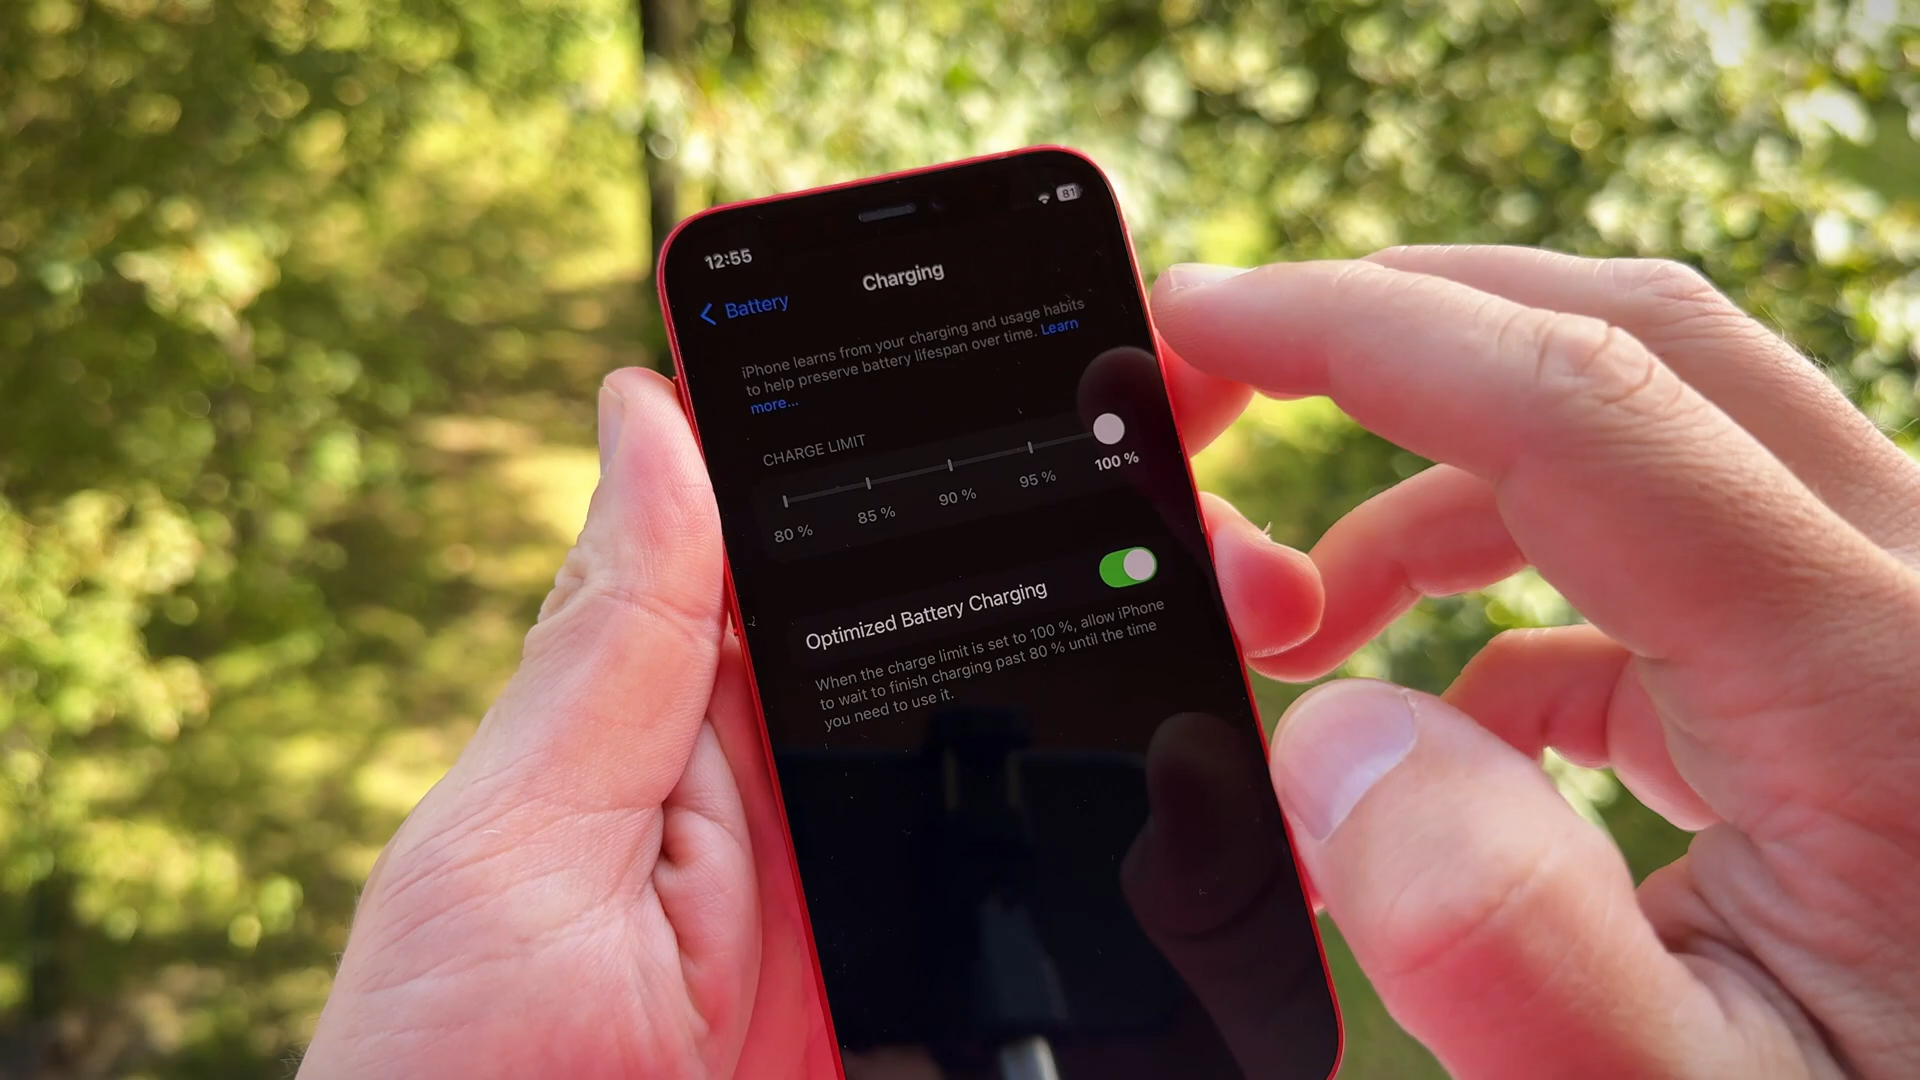 12:55
81
Battery
Charging
iPhone learns from your charging and usage habits
to help preserve battery lifespan over time. Learn
more...
CHARGE LIMIT
80 %
85 %
90 %
95 %
100 %
Optimized Battery Charging
When the charge limit is set to 100 %, allow iPhone
to wait to finish charging past 80 % until the time
you need to use it.